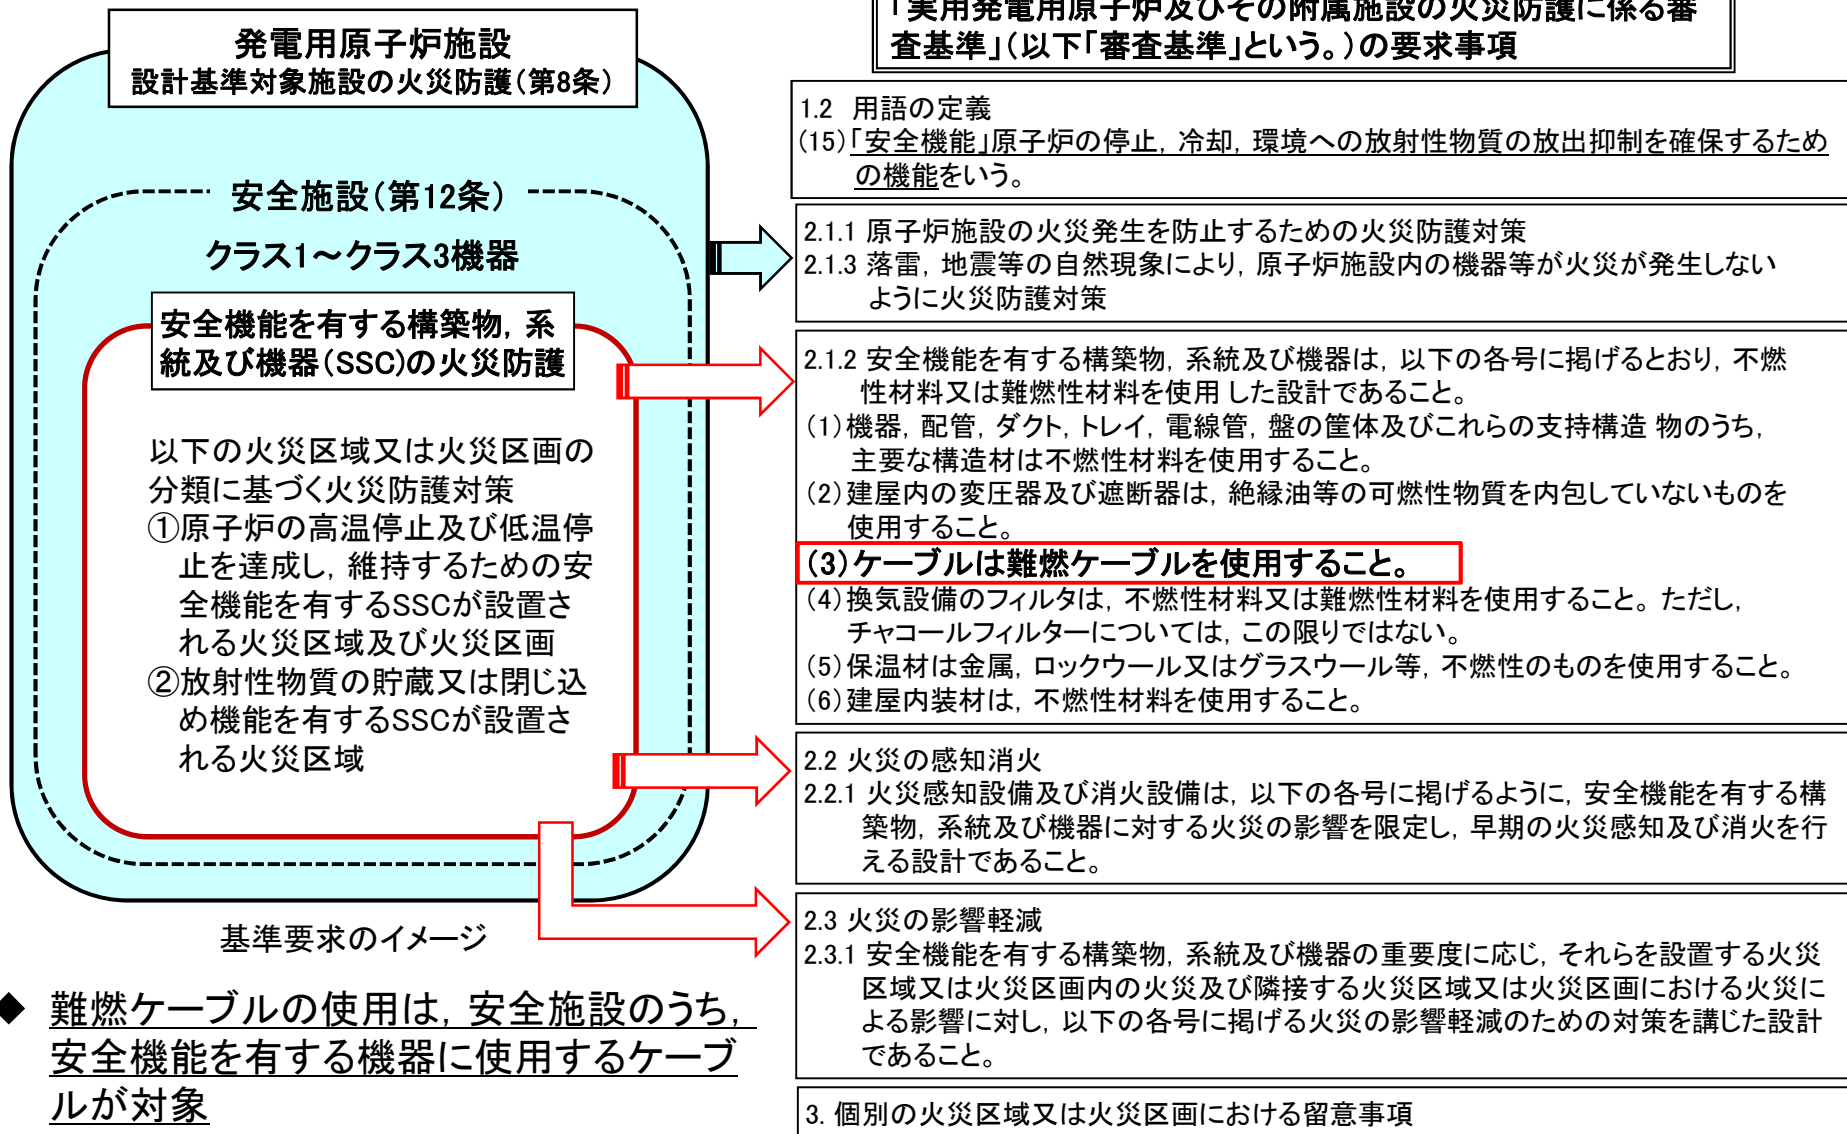 発電用原子炉施設
設計基準対象施設の火災防護(第8条)
安全施設(第12条)
クラス1～クラス3機器
安全機能を有する構築物, 系
統及び機器(SSC)の火災防護
以下の火災区域又は火災区画の
分類に基づく火災防護対策
①原子炉の高温停止及び低温停
止を達成し, 維持するための安
全機能を有するSSCが設置さ
れる火災区域及び火災区画
②放射性物質の貯蔵又は閉じ込
め機能を有するSSCが設置さ
れる火災区域
基準要求のイメージ
◆ 難燃ケーブルの使用は, 安全施設のうち,
安全機能を有する機器に使用するケーブ
ルが対象
「実用発電用原子炉及びその附属施設の火災防護に係る審
査基準」(以下「審査基準」という。)の要求事項
1.2 用語の定義
(15)「安全機能」原子炉の停止, 冷却, 環境への放射性物質の放出抑制を確保するため
の機能をいう。
2.1.1 原子炉施設の火災発生を防止するための火災防護対策
2.1.3 落雷, 地震等の自然現象により, 原子炉施設内の機器等が火災が発生しない
ように火災防護対策
2.1.2 安全機能を有する構築物, 系統及び機器は, 以下の各号に掲げるとおり, 不燃
性材料又は難燃性材料を使用 した設計であること。
(1)機器, 配管, ダクト, トレイ, 電線管, 盤の筐体及びこれらの支持構造 物のうち,
主要な構造材は不燃性材料を使用すること。
(2)建屋内の変圧器及び遮断器は, 絶縁油等の可燃性物質を内包していないものを
使用すること。
(3)ケーブルは難燃ケーブルを使用すること。
(4)換気設備のフィルタは, 不燃性材料又は難燃性材料を使用すること。ただし,
チャコールフィルターについては, この限りではない。
(5)保温材は金属, ロックウール又はグラスウール等, 不燃性のものを使用すること。
(6)建屋内装材は, 不燃性材料を使用すること。
2.2 火災の感知消火
2.2.1 火災感知設備及び消火設備は, 以下の各号に掲げるように, 安全機能を有する構
築物, 系統及び機器に対する火災の影響を限定し, 早期の火災感知及び消火を行
える設計であること。
2.3 火災の影響軽減
2.3.1 安全機能を有する構築物, 系統及び機器の重要度に応じ, それらを設置する火災
区域又は火災区画内の火災及び隣接する火災区域又は火災区画における火災に
よる影響に対し, 以下の各号に掲げる火災の影響軽減のための対策を講じた設計
であること。
3. 個別の火災区域又は火災区画における留意事項